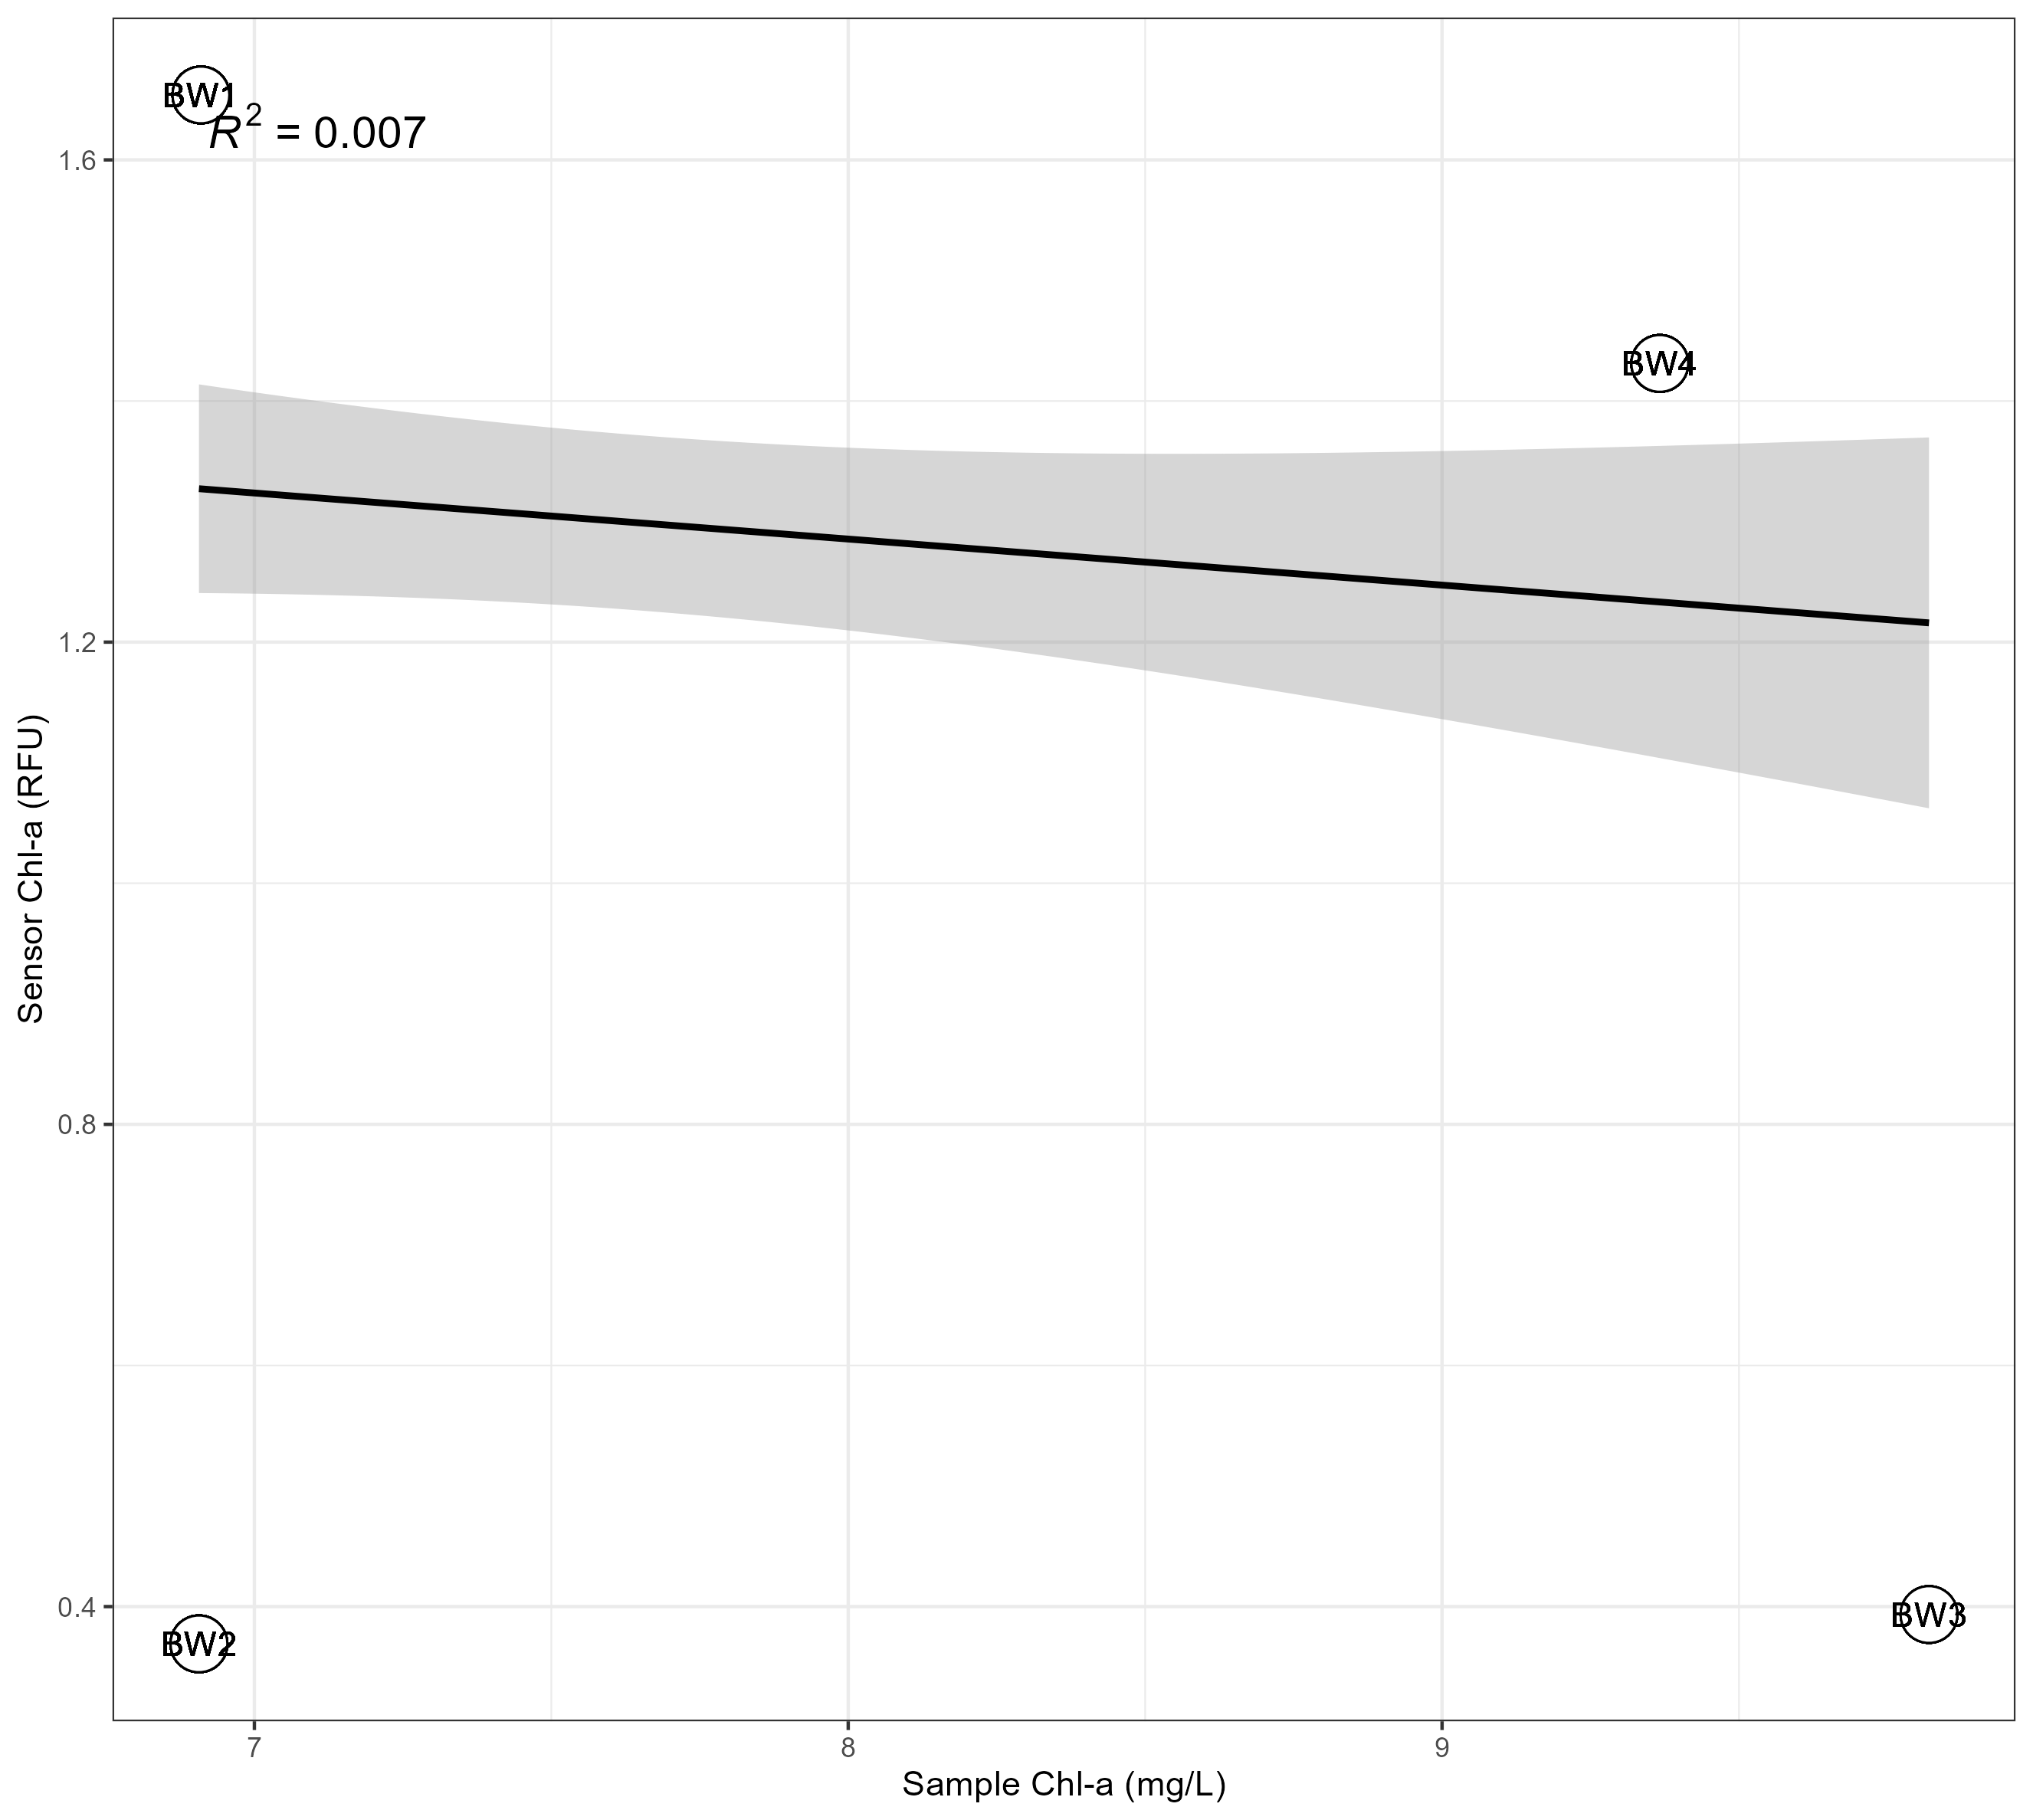 BW1
R² = 0.007
1.6
BW4
1.2
Sensor Chl-a (RFU)
0.8
0.4
BW2
BW3
7 8 9
Sample Chl-a (mg/L)